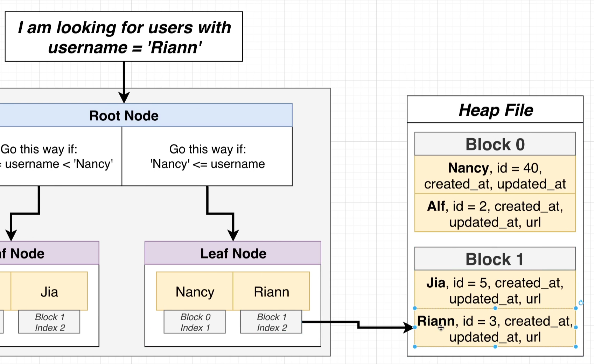 I am looking for users with
username = 'Riann'
Root Node
Go this way if:
= username < 'Nancy'
Go this way if:
'Nancy' <= username
f Node
Jia
Block 1
Index 2
Leaf Node
Nancy
Riann
Block 0
Index 1
Block 1
Index 2
Heap File
Block 0
Nancy, id = 40,
created_at, updated_at
Alf, id = 2, created_at,
updated_at, url
Block 1
Jia, id = 5, created_at,
updated_at, url
Riann, id = 3, created_at,
updated_at, url